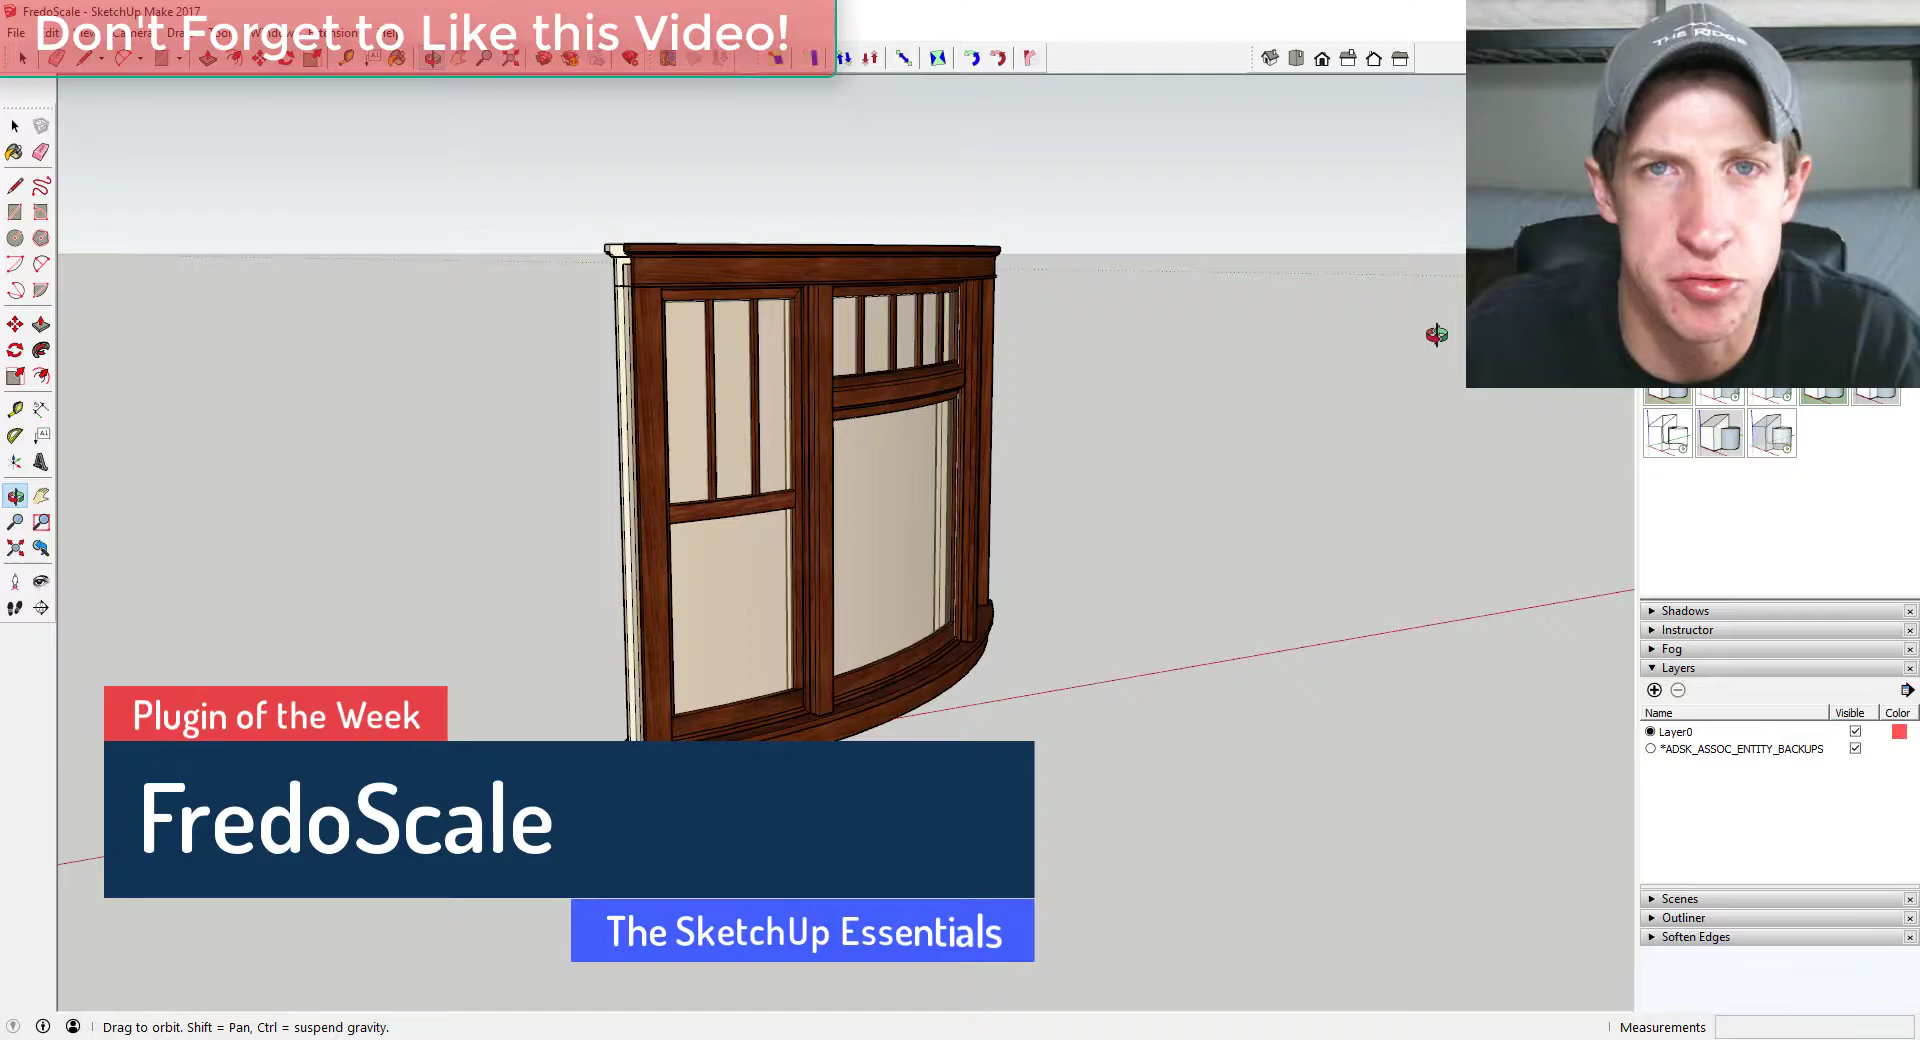 FredoScale - SketchUp Make 2017
Don't Forget to Like this Video!
File
THE RIDGE
Shadows
Instructor
Fog
Layers
Name Visible Color
Layer0
*ADSK_ASSOC_ENTITY_BACKUPS
Plugin of the Week
FredoScale
The SketchUp Essentials
Scenes
Outliner
Soften Edges
Drag to orbit. Shift = Pan, Ctrl = suspend gravity.
Measurements